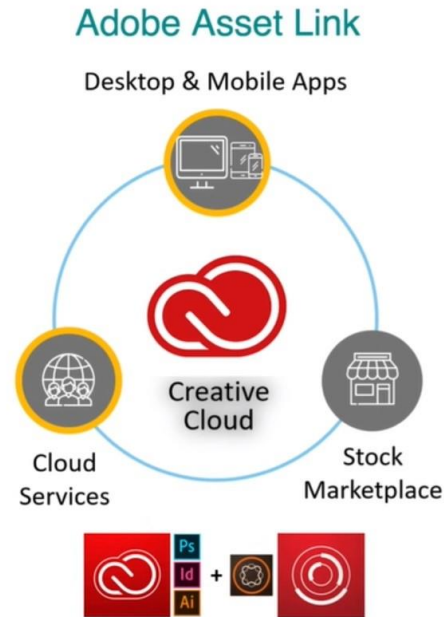 Adobe Asset Link
Desktop & Mobile Apps
Creative
Cloud
Cloud
Services
Stock
Marketplace
Ps
Id
+
Ai